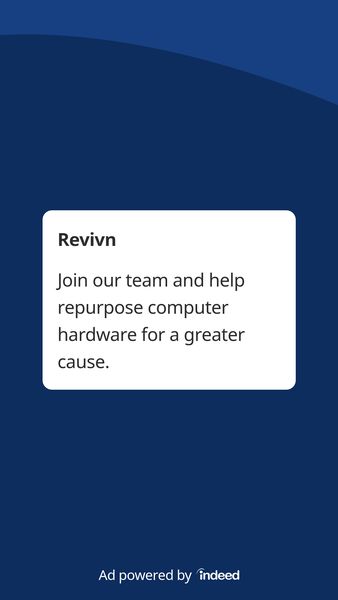 Revivn
Join our team and help
repurpose computer
hardware for a greater
cause.
Ad powered by indeed